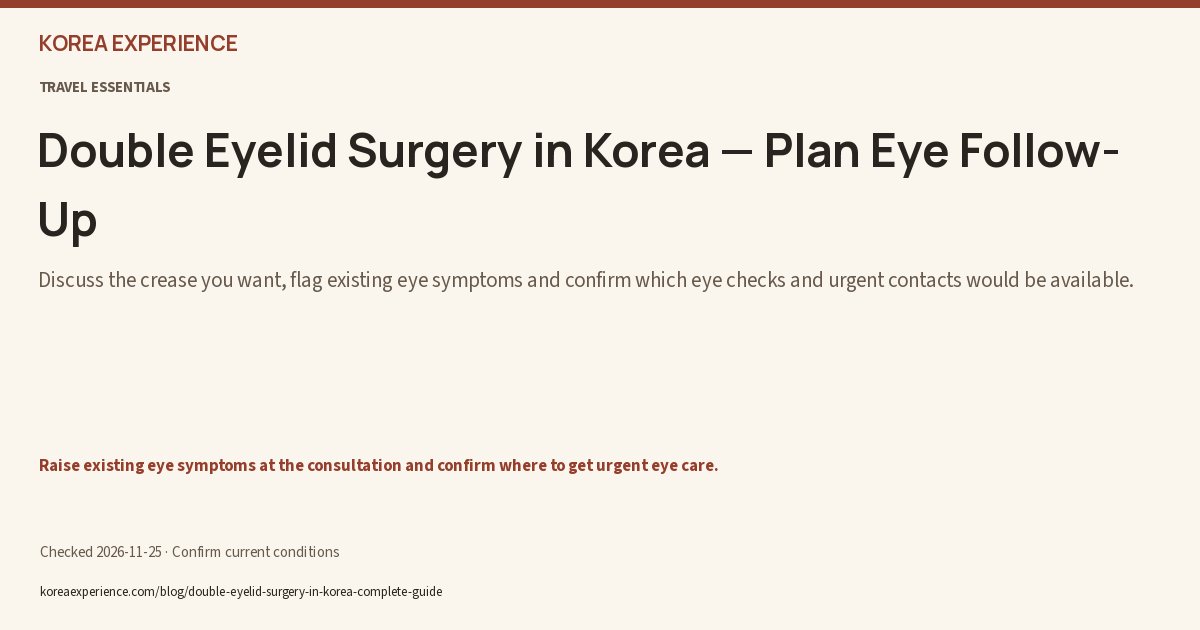 KOREA EXPERIENCE
TRAVEL ESSENTIALS
Double Eyelid Surgery in Korea — Plan Eye Follow-
Up
Discuss the crease you want, flag existing eye symptoms and confirm which eye checks and urgent contacts would be available.
Raise existing eye symptoms at the consultation and confirm where to get urgent eye care.
Checked 2026-11-25 · Confirm current conditions
koreaexperience.com/blog/double-eyelid-surgery-in-korea-complete-guide